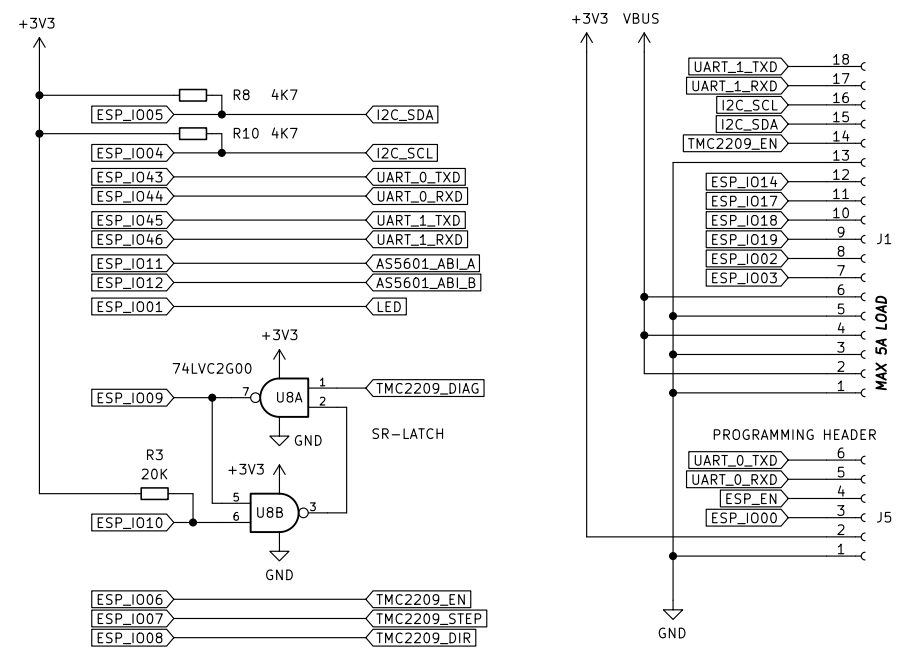 +3V3
R8 4K7
ESP_IO05 I2C_SDA
R10 4K7
ESP_IO04 I2C_SCL
ESP_IO43 UART_0_TXD
ESP_IO44 UART_0_RXD
ESP_IO45 UART_1_TXD
ESP_IO46 UART_1_RXD
ESP_IO11 AS5601_ABI_A
ESP_IO12 AS5601_ABI_B
ESP_IO01 LED
+3V3
74LVC2G00
ESP_IO09 7 U8A 1 TMC2209_DIAG
2
GND
SR-LATCH
R3
20K
+3V3
5
U8B 3
ESP_IO10 6
GND
ESP_IO06 TMC2209_EN
ESP_IO07 TMC2209_STEP
ESP_IO08 TMC2209_DIR
+3V3 VBUS
UART_1_TXD 18
UART_1_RXD 17
I2C_SCL 16
I2C_SDA 15
TMC2209_EN 14
13
ESP_IO14 12
ESP_IO17 11
ESP_IO18 10
ESP_IO19 9 J1
ESP_IO02 8
ESP_IO03 7
6
5
4
3
2
1
MAX 5A LOAD
PROGRAMMING HEADER
UART_0_TXD 6
UART_0_RXD 5
ESP_EN 4
ESP_IO00 3 J5
2
1
GND